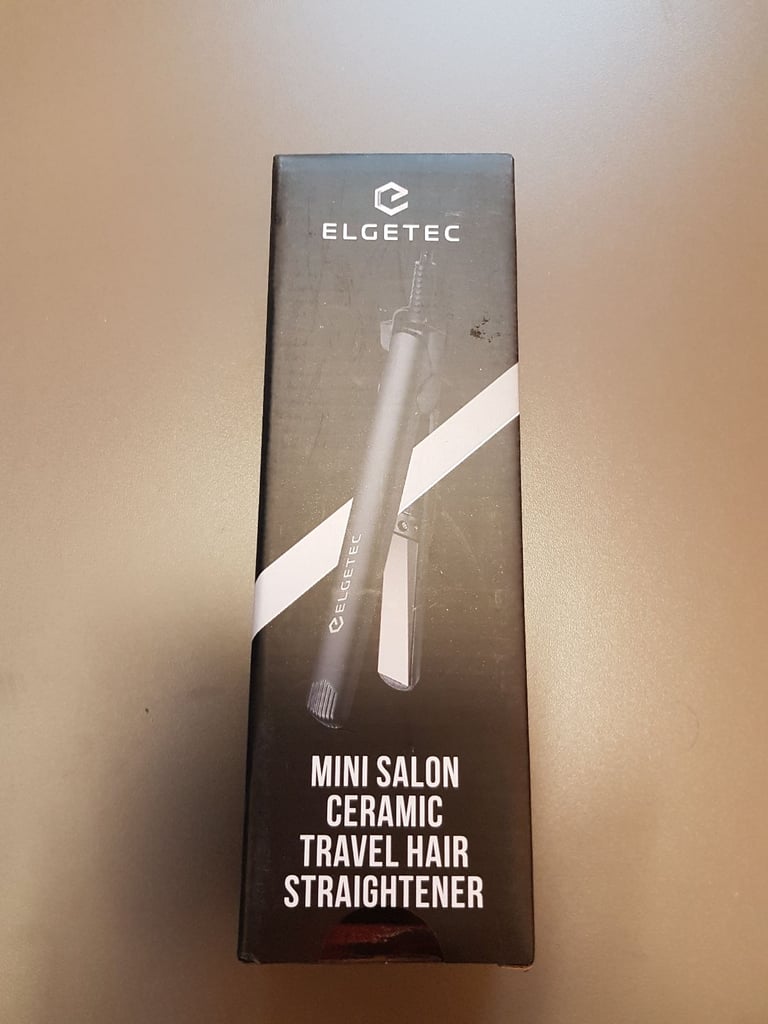 ELGETEC
ELGETEC
MINI SALON
CERAMIC
TRAVEL HAIR
STRAIGHTENER